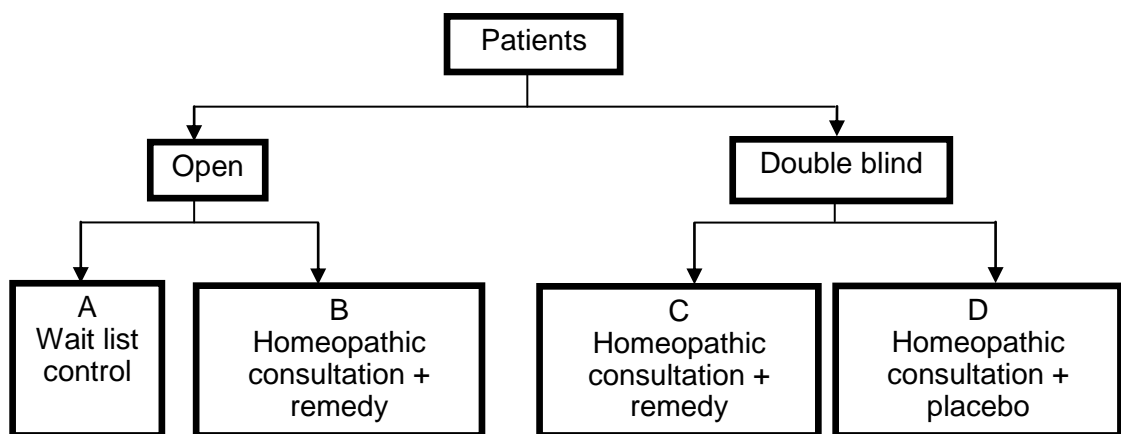 Patients
Open
Double blind
A
Wait list
control
B
Homeopathic
consultation +
remedy
C
Homeopathic
consultation +
remedy
D
Homeopathic
consultation +
placebo